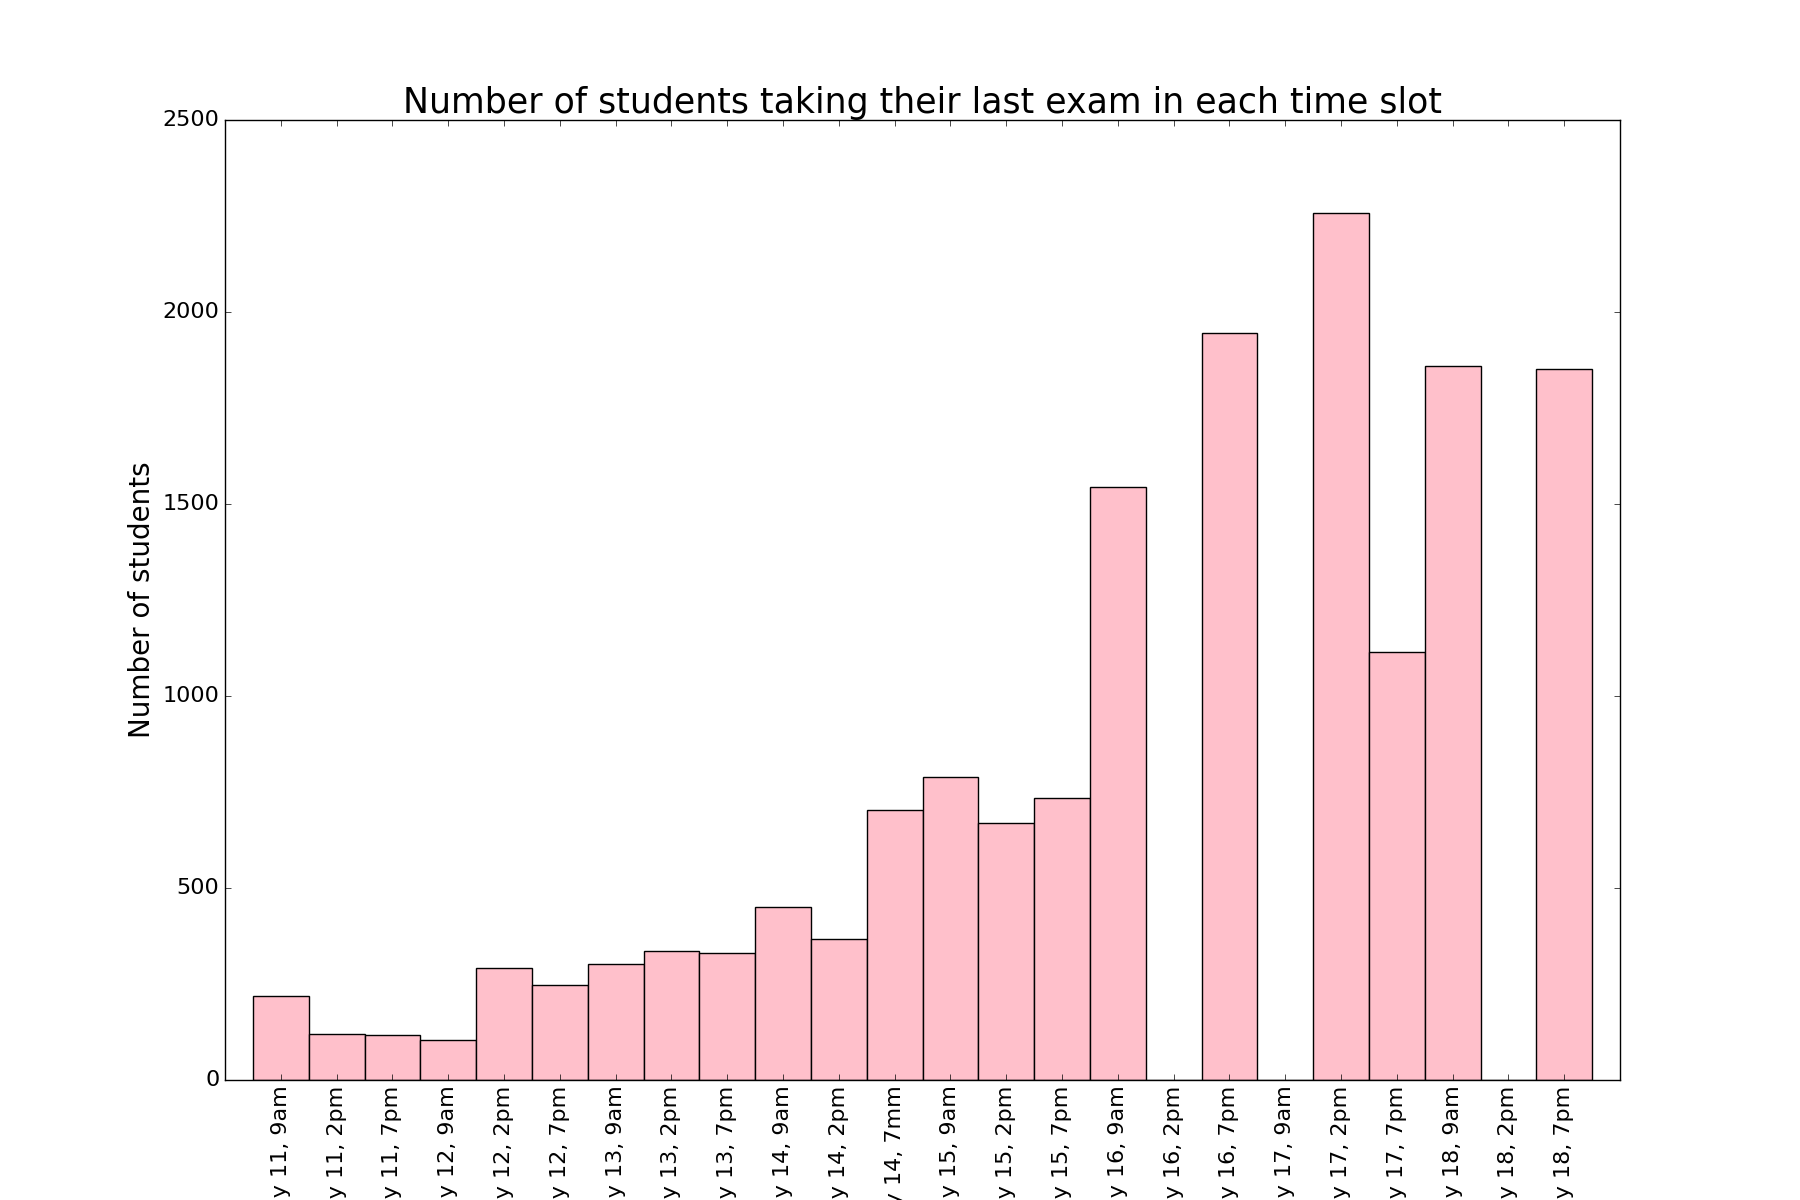 Number of students taking their last exam in each time slot
2500
2000
1500
1000
500
0
Number of students
y 11, 9am
y 11, 2pm
y 11, 7pm
y 12, 9am
y 12, 2pm
y 12, 7pm
y 13, 9am
y 13, 2pm
y 13, 7pm
y 14, 9am
y 14, 2pm
y 14, 7mm
y 15, 9am
y 15, 2pm
y 15, 7pm
y 16, 9am
y 16, 2pm
y 16, 7pm
y 17, 9am
y 17, 2pm
y 17, 7pm
y 18, 9am
y 18, 2pm
y 18, 7pm